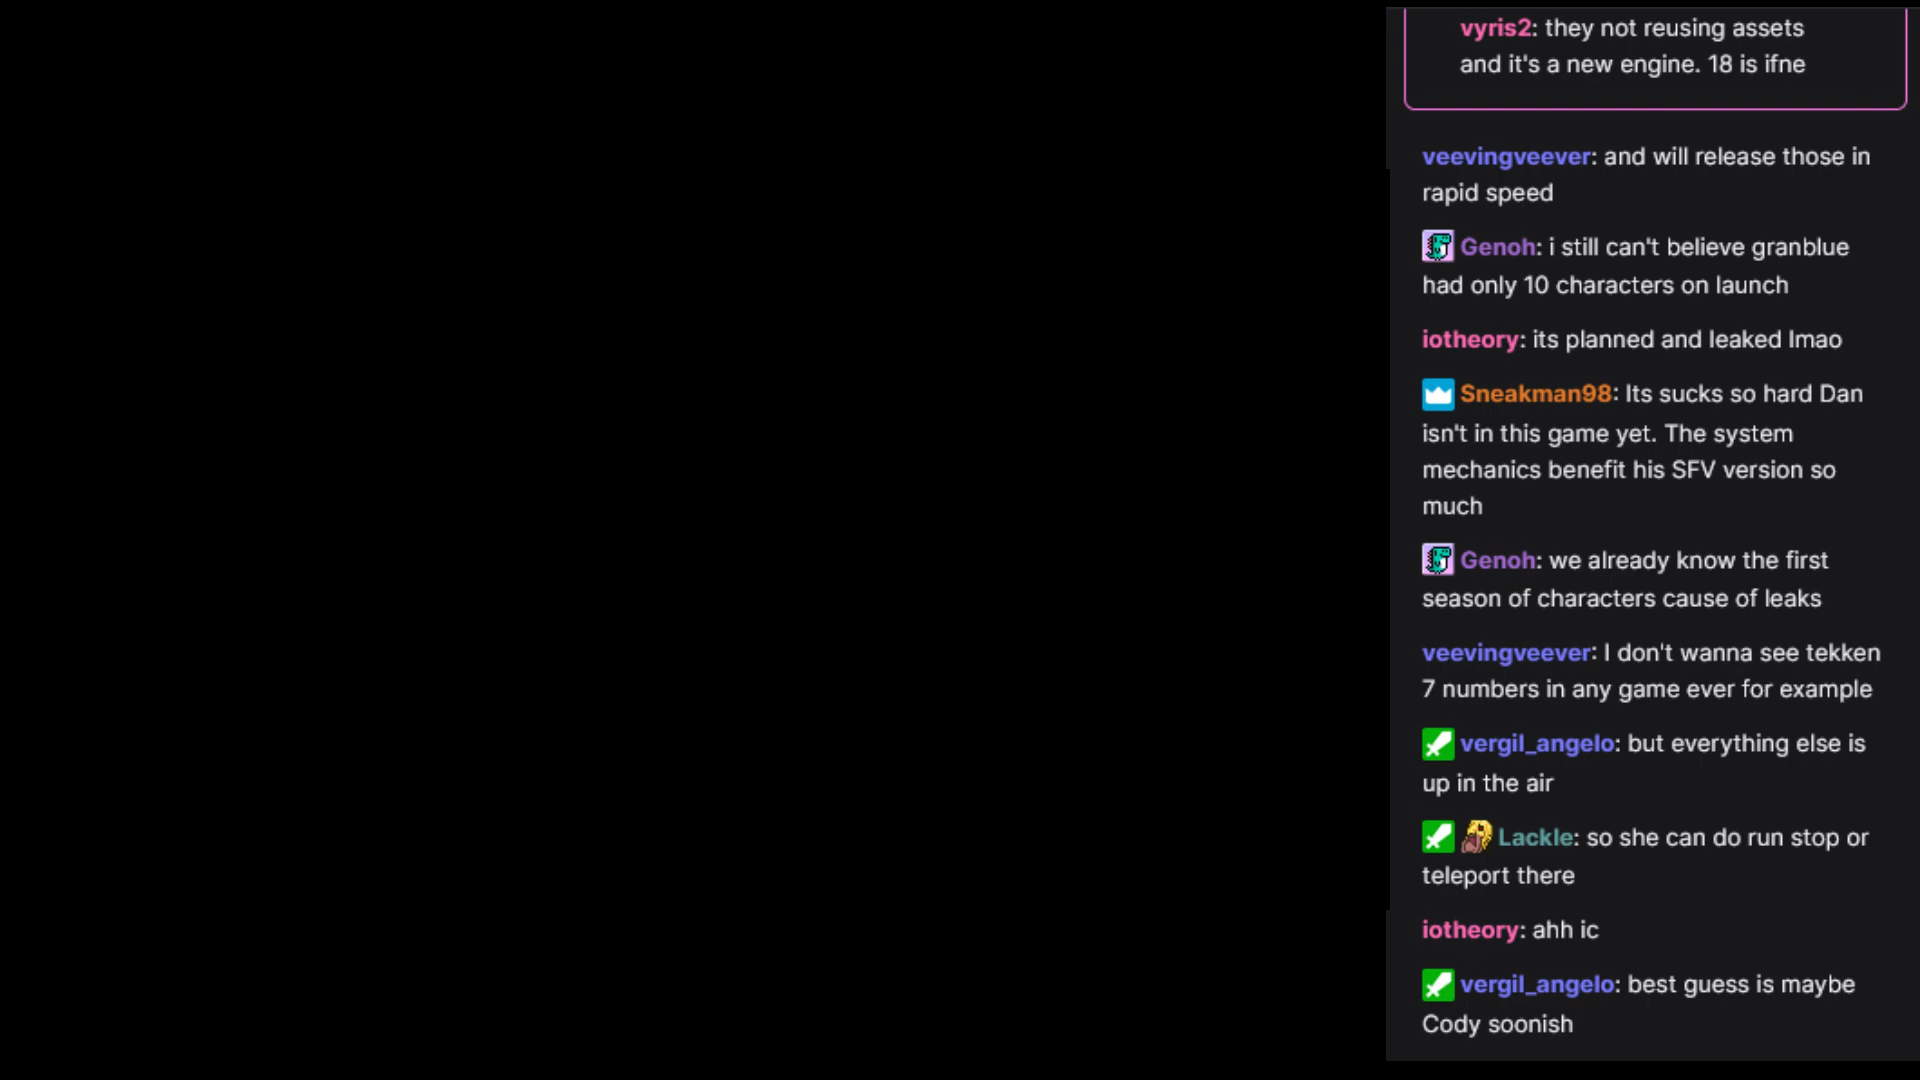 vyris2: they not reusing assets
and it's a new engine. 18 is ifne
veevingveever: and will release those in
rapid speed
Genoh: i still can't believe granblue
had only 10 characters on launch
iotheory: its planned and leaked lmao
Sneakman98: Its sucks so hard Dan
isn't in this game yet. The system
mechanics benefit his SFV version so
much
Genoh: we already know the first
season of characters cause of leaks
veevingveever: I don't wanna see tekken
7 numbers in any game ever for example
vergil_angelo: but everything else is
up in the air
Lackle: so she can do run stop or
teleport there
iotheory: ahh ic
vergil_angelo: best guess is maybe
Cody soonish